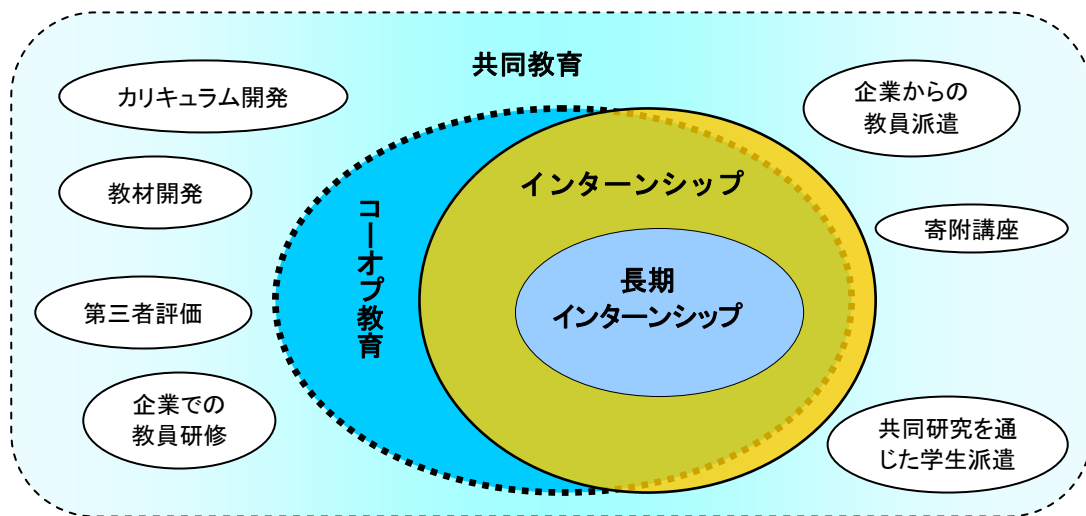 共同教育
カリキュラム開発
教材開発
第三者評価
企業での
教員研修
コーオプ教育
インターンシップ
長期
インターンシップ
企業からの
教員派遣
寄附講座
共同研究を通
じた学生派遣